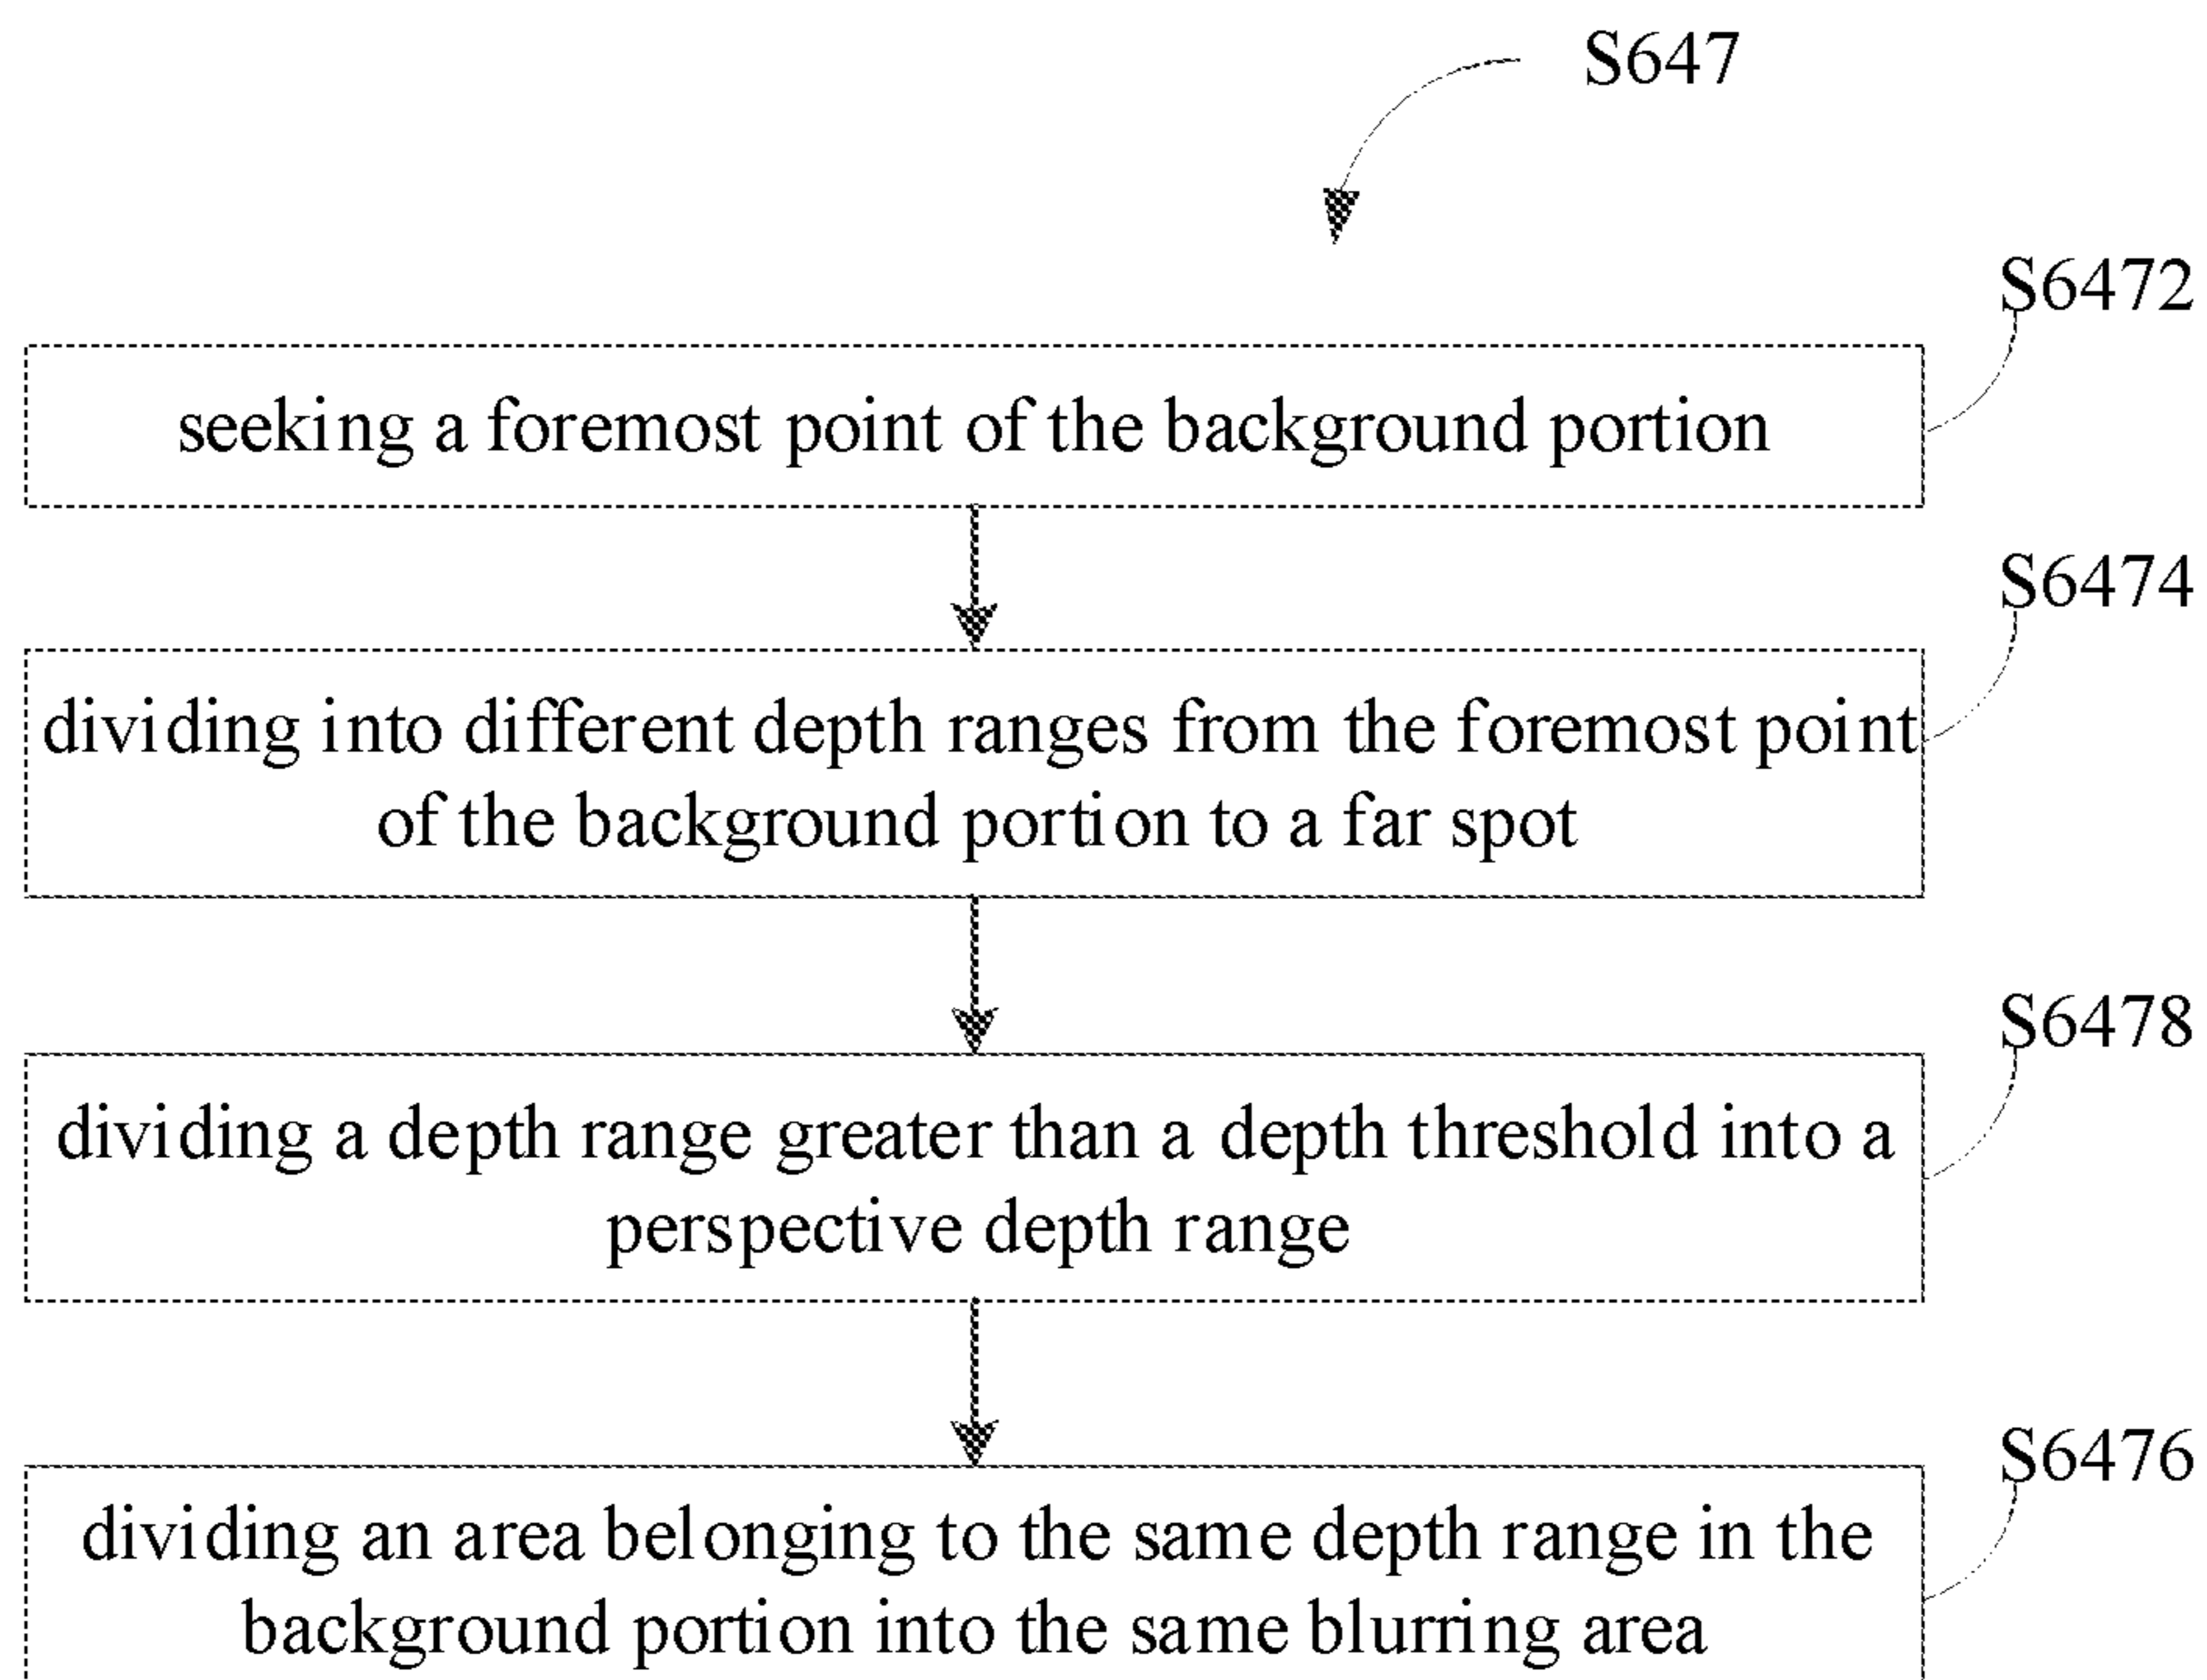 S647
S6472
seeking a foremost point of the background portion
S6474
dividing into different depth ranges from the foremost point
of the background portion to a far spot
S6478
dividing a depth range greater than a depth threshold into a
perspective depth range
S6476
dividing an area belonging to the same depth range in the
background portion into the same blurring area